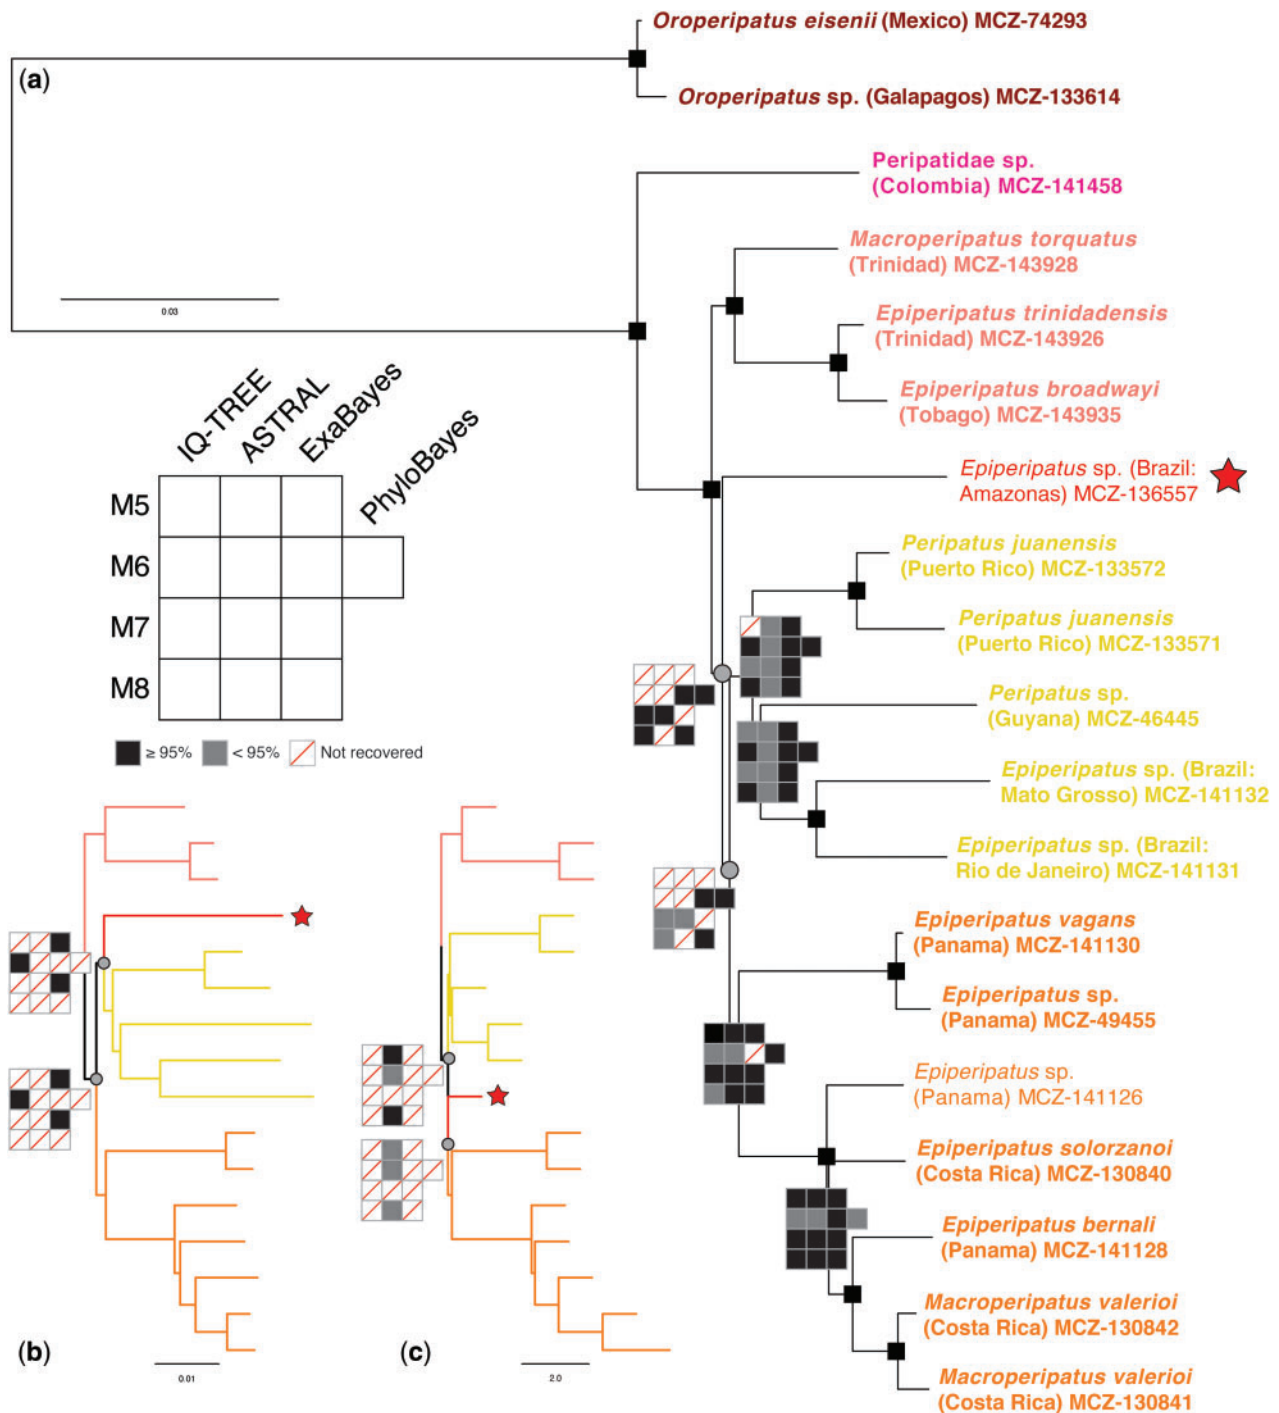 Oroperipatus eisenii (Mexico) MCZ-74293
(a)
Oroperipatus sp. (Galapagos) MCZ-133614
Peripatidae sp.
(Colombia) MCZ-141458
Macroperipatus torquatus
(Trinidad) MCZ-143928
0.03
Epiperipatus trinidadensis
(Trinidad) MCZ-143926
Epiperipatus broadwayi
(Tobago) MCZ-143935
IQ-TREE
ASTRAL
ExaBayes
PhyloBayes
M5
M6
M7
M8
≥ 95%
< 95%
Not recovered
Epiperipatus sp. (Brazil:
Amazonas) MCZ-136557
Peripatus juanensis
(Puerto Rico) MCZ-133572
Peripatus juanensis
(Puerto Rico) MCZ-133571
Peripatus sp.
(Guyana) MCZ-46445
Epiperipatus sp. (Brazil:
Mato Grosso) MCZ-141132
Epiperipatus sp. (Brazil:
Rio de Janeiro) MCZ-141131
Epiperipatus vagans
(Panama) MCZ-141130
Epiperipatus sp.
(Panama) MCZ-49455
Epiperipatus sp.
(Panama) MCZ-141126
Epiperipatus solorzanoi
(Costa Rica) MCZ-130840
Epiperipatus bernali
(Panama) MCZ-141128
Macroperipatus valerioi
(Costa Rica) MCZ-130842
Macroperipatus valerioi
(Costa Rica) MCZ-130841
(b)
0.01
(c)
2.0